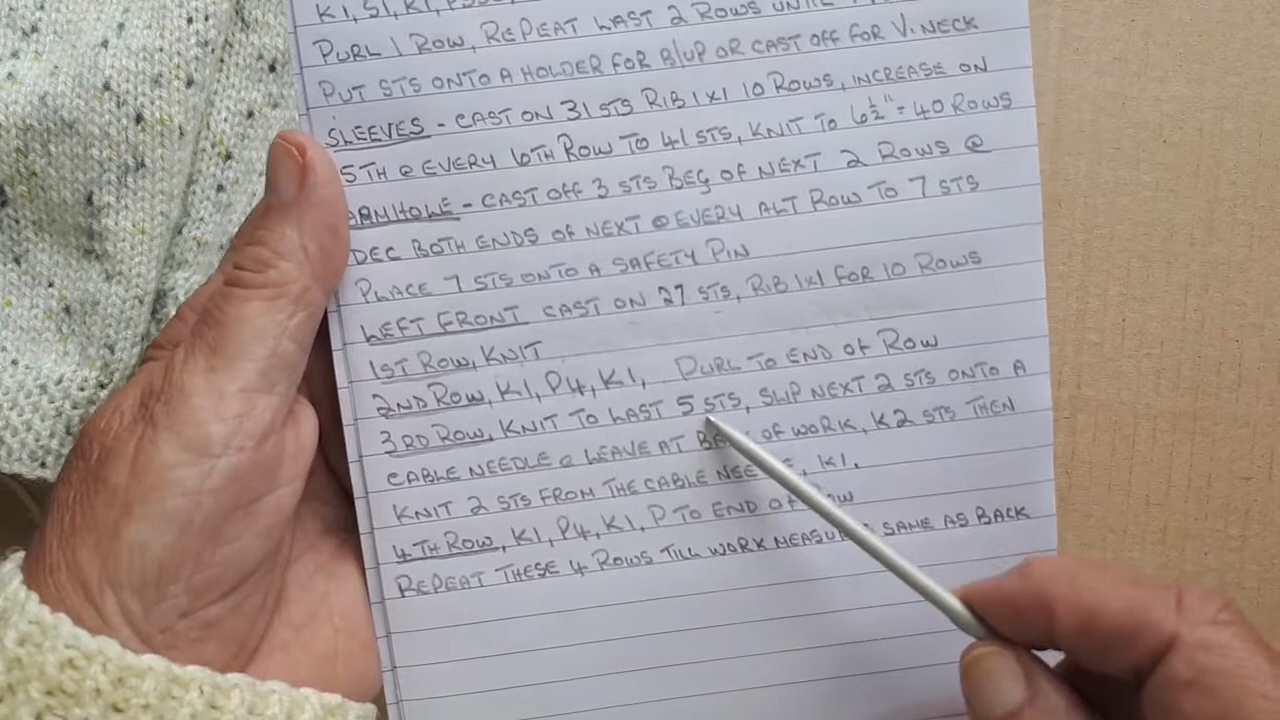 K1, S1, K1, PSSO,
PURL 1 ROW, REPEAT LAST 2 ROWS UNTIL
PUT STS ONTO A HOLDER FOR B/UP OR CAST OFF FOR V. NECK
SLEEVES - CAST ON 31 STS RIB 1X1 10 ROWS, INCREASE ON
5TH @ EVERY 6TH ROW TO 41 STS, KNIT TO 6½" = 40 ROWS
ARMHOLE - CAST OFF 3 STS BEG OF NEXT 2 ROWS @
DEC BOTH ENDS OF NEXT @ EVERY ALT ROW TO 7 STS
PLACE 7 STS ONTO A SAFETY PIN
LEFT FRONT CAST ON 27 STS, RIB 1X1 FOR 10 ROWS
1ST ROW, KNIT
2ND ROW, K1, P4, K1, PURL TO END OF ROW
3RD ROW, KNIT TO LAST 5 STS, SLIP NEXT 2 STS ONTO A
CABLE NEEDLE @ LEAVE AT OF WORK, K2 STS THEN
KNIT 2 STS FROM THE CABLE , K1.
4TH ROW, K1, P4, K1, P TO END OF
REPEAT THESE 4 ROWS TILL WORK SAME AS BACK